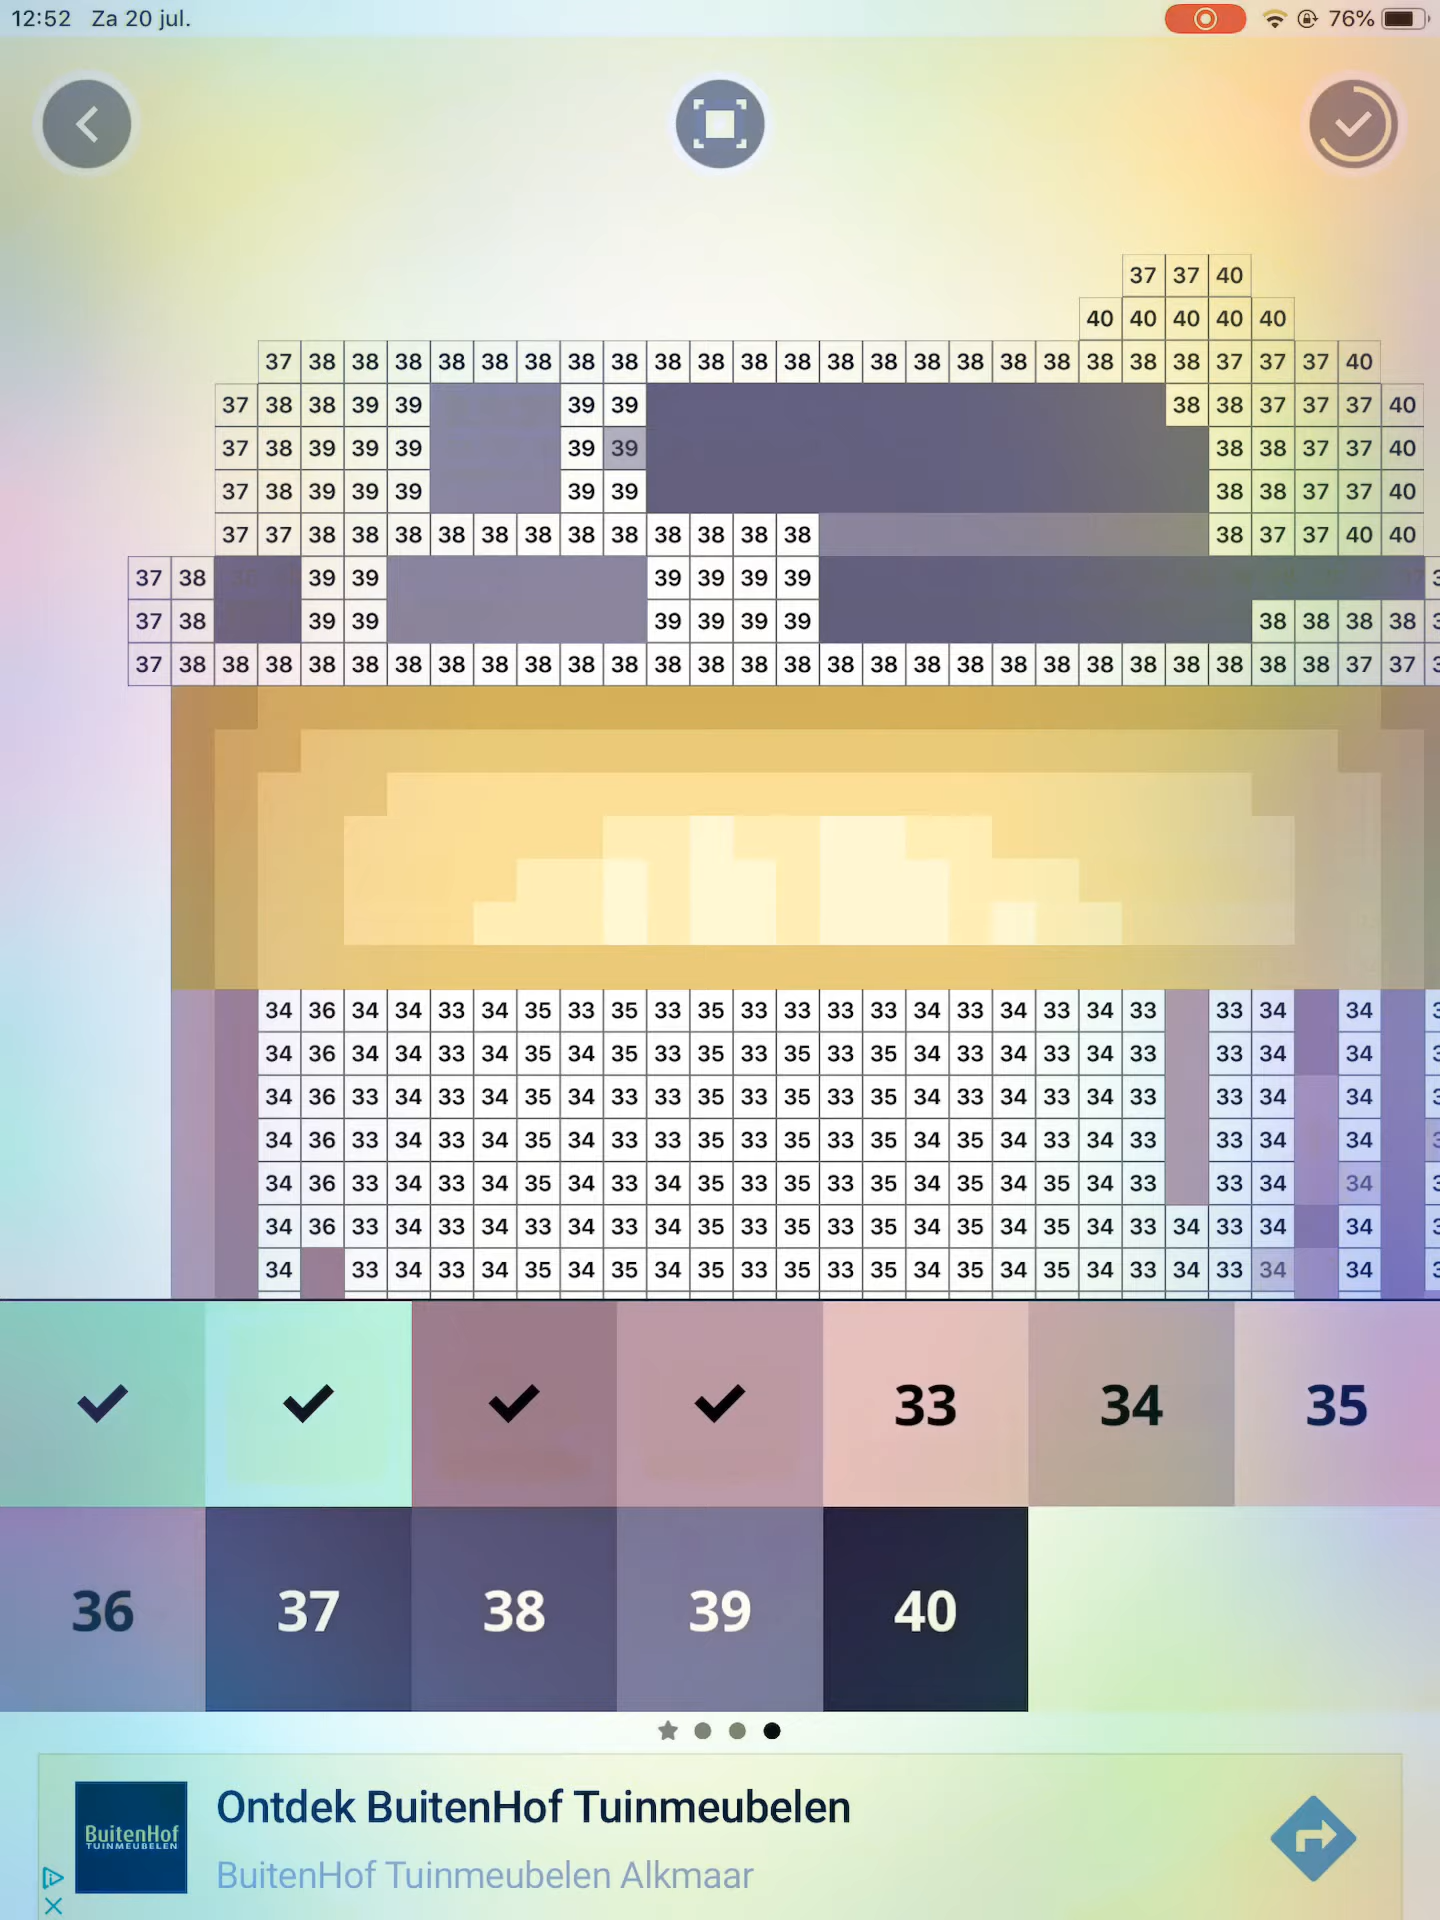 12:52 Za 20 jul. 76%
37 37 40
40 40 40 40 40
37 38 38 38 38 38 38 38 38 38 38 38 38 38 38 38 38 38 38 38 38 38 37 37 37 40
37 38 38 39 39 39 39 38 38 37 37 37 40
37 38 39 39 39 39 39 38 38 37 37 40
37 38 39 39 39 39 39 38 38 37 37 40
37 37 38 38 38 38 38 38 38 38 38 38 38 38 38 37 37 40 40
37 38 39 39 39 39 39 39
37 38 39 39 39 39 39 39 38 38 38 38
37 38 38 38 38 38 38 38 38 38 38 38 38 38 38 38 38 38 38 38 38 38 38 38 38 38 38 38 37 37
34 36 34 34 33 34 35 33 35 33 35 33 33 33 33 34 33 34 33 34 33 33 34 34
34 36 34 34 33 34 35 34 35 33 35 33 35 33 35 34 33 34 33 34 33 33 34 34
34 36 33 34 33 34 35 34 33 33 35 33 35 33 35 34 33 34 33 34 33 33 34 34
34 36 33 34 33 34 35 34 33 33 35 33 35 33 35 34 35 34 33 34 33 33 34 34
34 36 33 34 33 34 35 34 33 34 35 33 35 33 35 34 35 34 35 34 33 33 34 34
34 36 33 34 33 34 33 34 33 34 35 33 35 33 35 34 35 34 35 34 33 34 33 34 34
34 33 34 33 34 35 34 35 34 35 33 35 33 35 34 35 34 35 34 33 34 33 34 34
33 34 35
36 37 38 39 40
Ontdek BuitenHof Tuinmeubelen
BuitenHof
TUINMEUBELEN
BuitenHof Tuinmeubelen Alkmaar